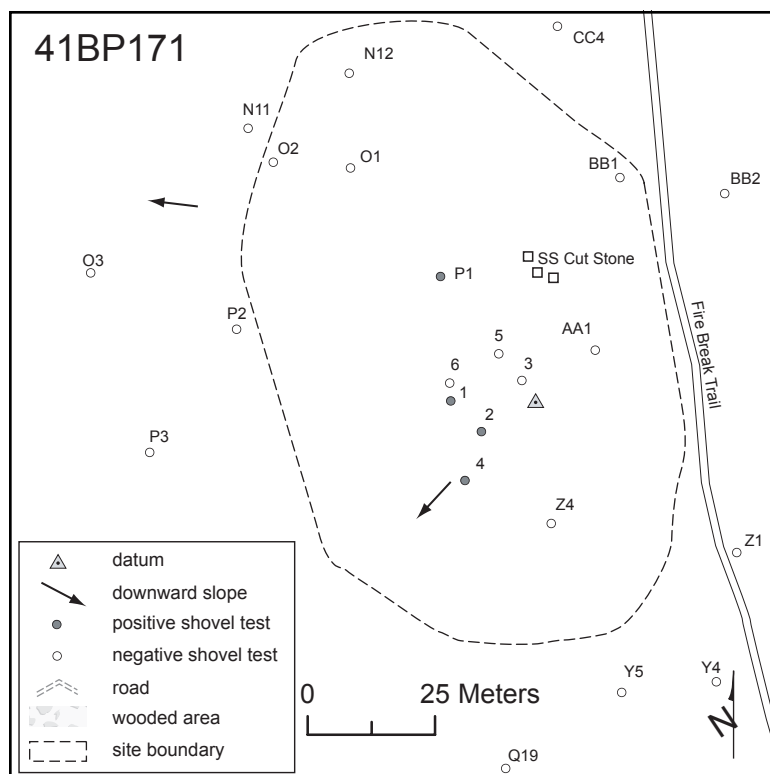 41BP171
CC4
N12
N11
O2
O1
BB1
BB2
SS Cut Stone
O3
P1
P2
Fire Break Trail
5
AA1
6
3
1
2
P3
4
Z4
Z1
datum
downward slope
positive shovel test
negative shovel test
road
wooded area
site boundary
0
25 Meters
Y5
Y4
N
Q19